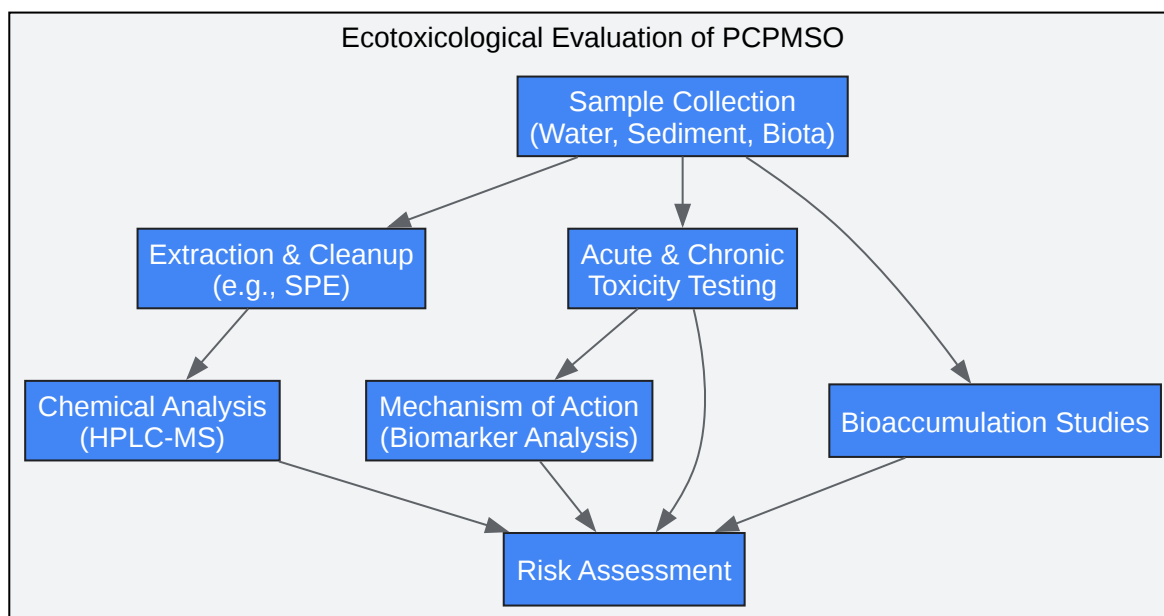 Ecotoxicological Evaluation of PCPMSO
Sample Collection
(Water, Sediment, Biota)
Extraction & Cleanup
(e.g., SPE)
Acute & Chronic
Toxicity Testing
Chemical Analysis
(HPLC-MS)
Mechanism of Action
(Biomarker Analysis)
Bioaccumulation Studies
Risk Assessment